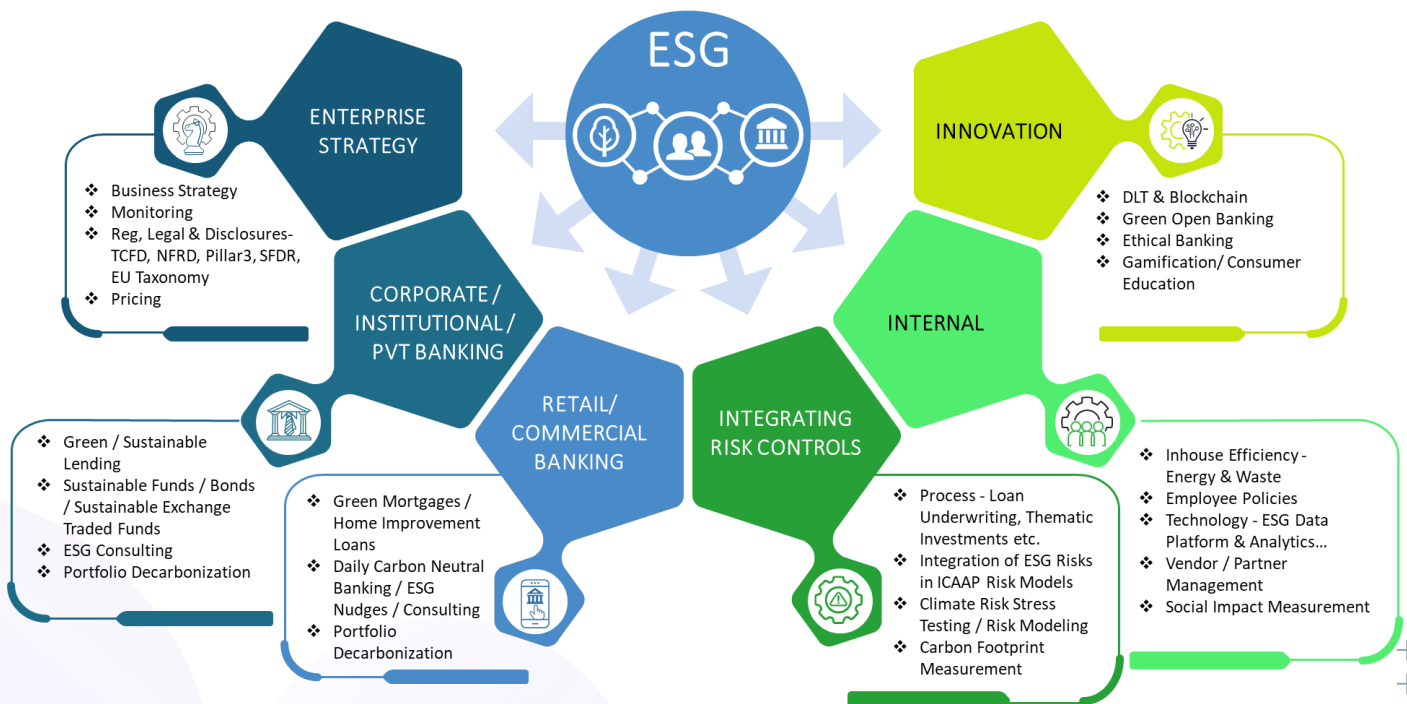 ESG
ENTERPRISE
STRATEGY
❖ Business Strategy
❖ Monitoring
❖ Reg, Legal & Disclosures-
TCFD, NFRD, Pillar3, SFDR,
EU Taxonomy
❖ Pricing
CORPORATE /
INSTITUTIONAL /
PVT BANKING
❖ Green / Sustainable
Lending
❖ Sustainable Funds / Bonds
/ Sustainable Exchange
Traded Funds
❖ ESG Consulting
❖ Portfolio Decarbonization
RETAIL/
COMMERCIAL
BANKING
❖ Green Mortgages /
Home Improvement
Loans
❖ Daily Carbon Neutral
Banking / ESG
Nudges / Consulting
❖ Portfolio
Decarbonization
INTEGRATING
RISK CONTROLS
❖ Process - Loan
Underwriting, Thematic
Investments etc.
❖ Integration of ESG Risks
in ICAAP Risk Models
❖ Climate Risk Stress
Testing / Risk Modeling
❖ Carbon Footprint
Measurement
INTERNAL
❖ Inhouse Efficiency -
Energy & Waste
❖ Employee Policies
❖ Technology - ESG Data
Platform & Analytics...
❖ Vendor / Partner
Management
❖ Social Impact Measurement
INNOVATION
❖ DLT & Blockchain
❖ Green Open Banking
❖ Ethical Banking
❖ Gamification/ Consumer
Education